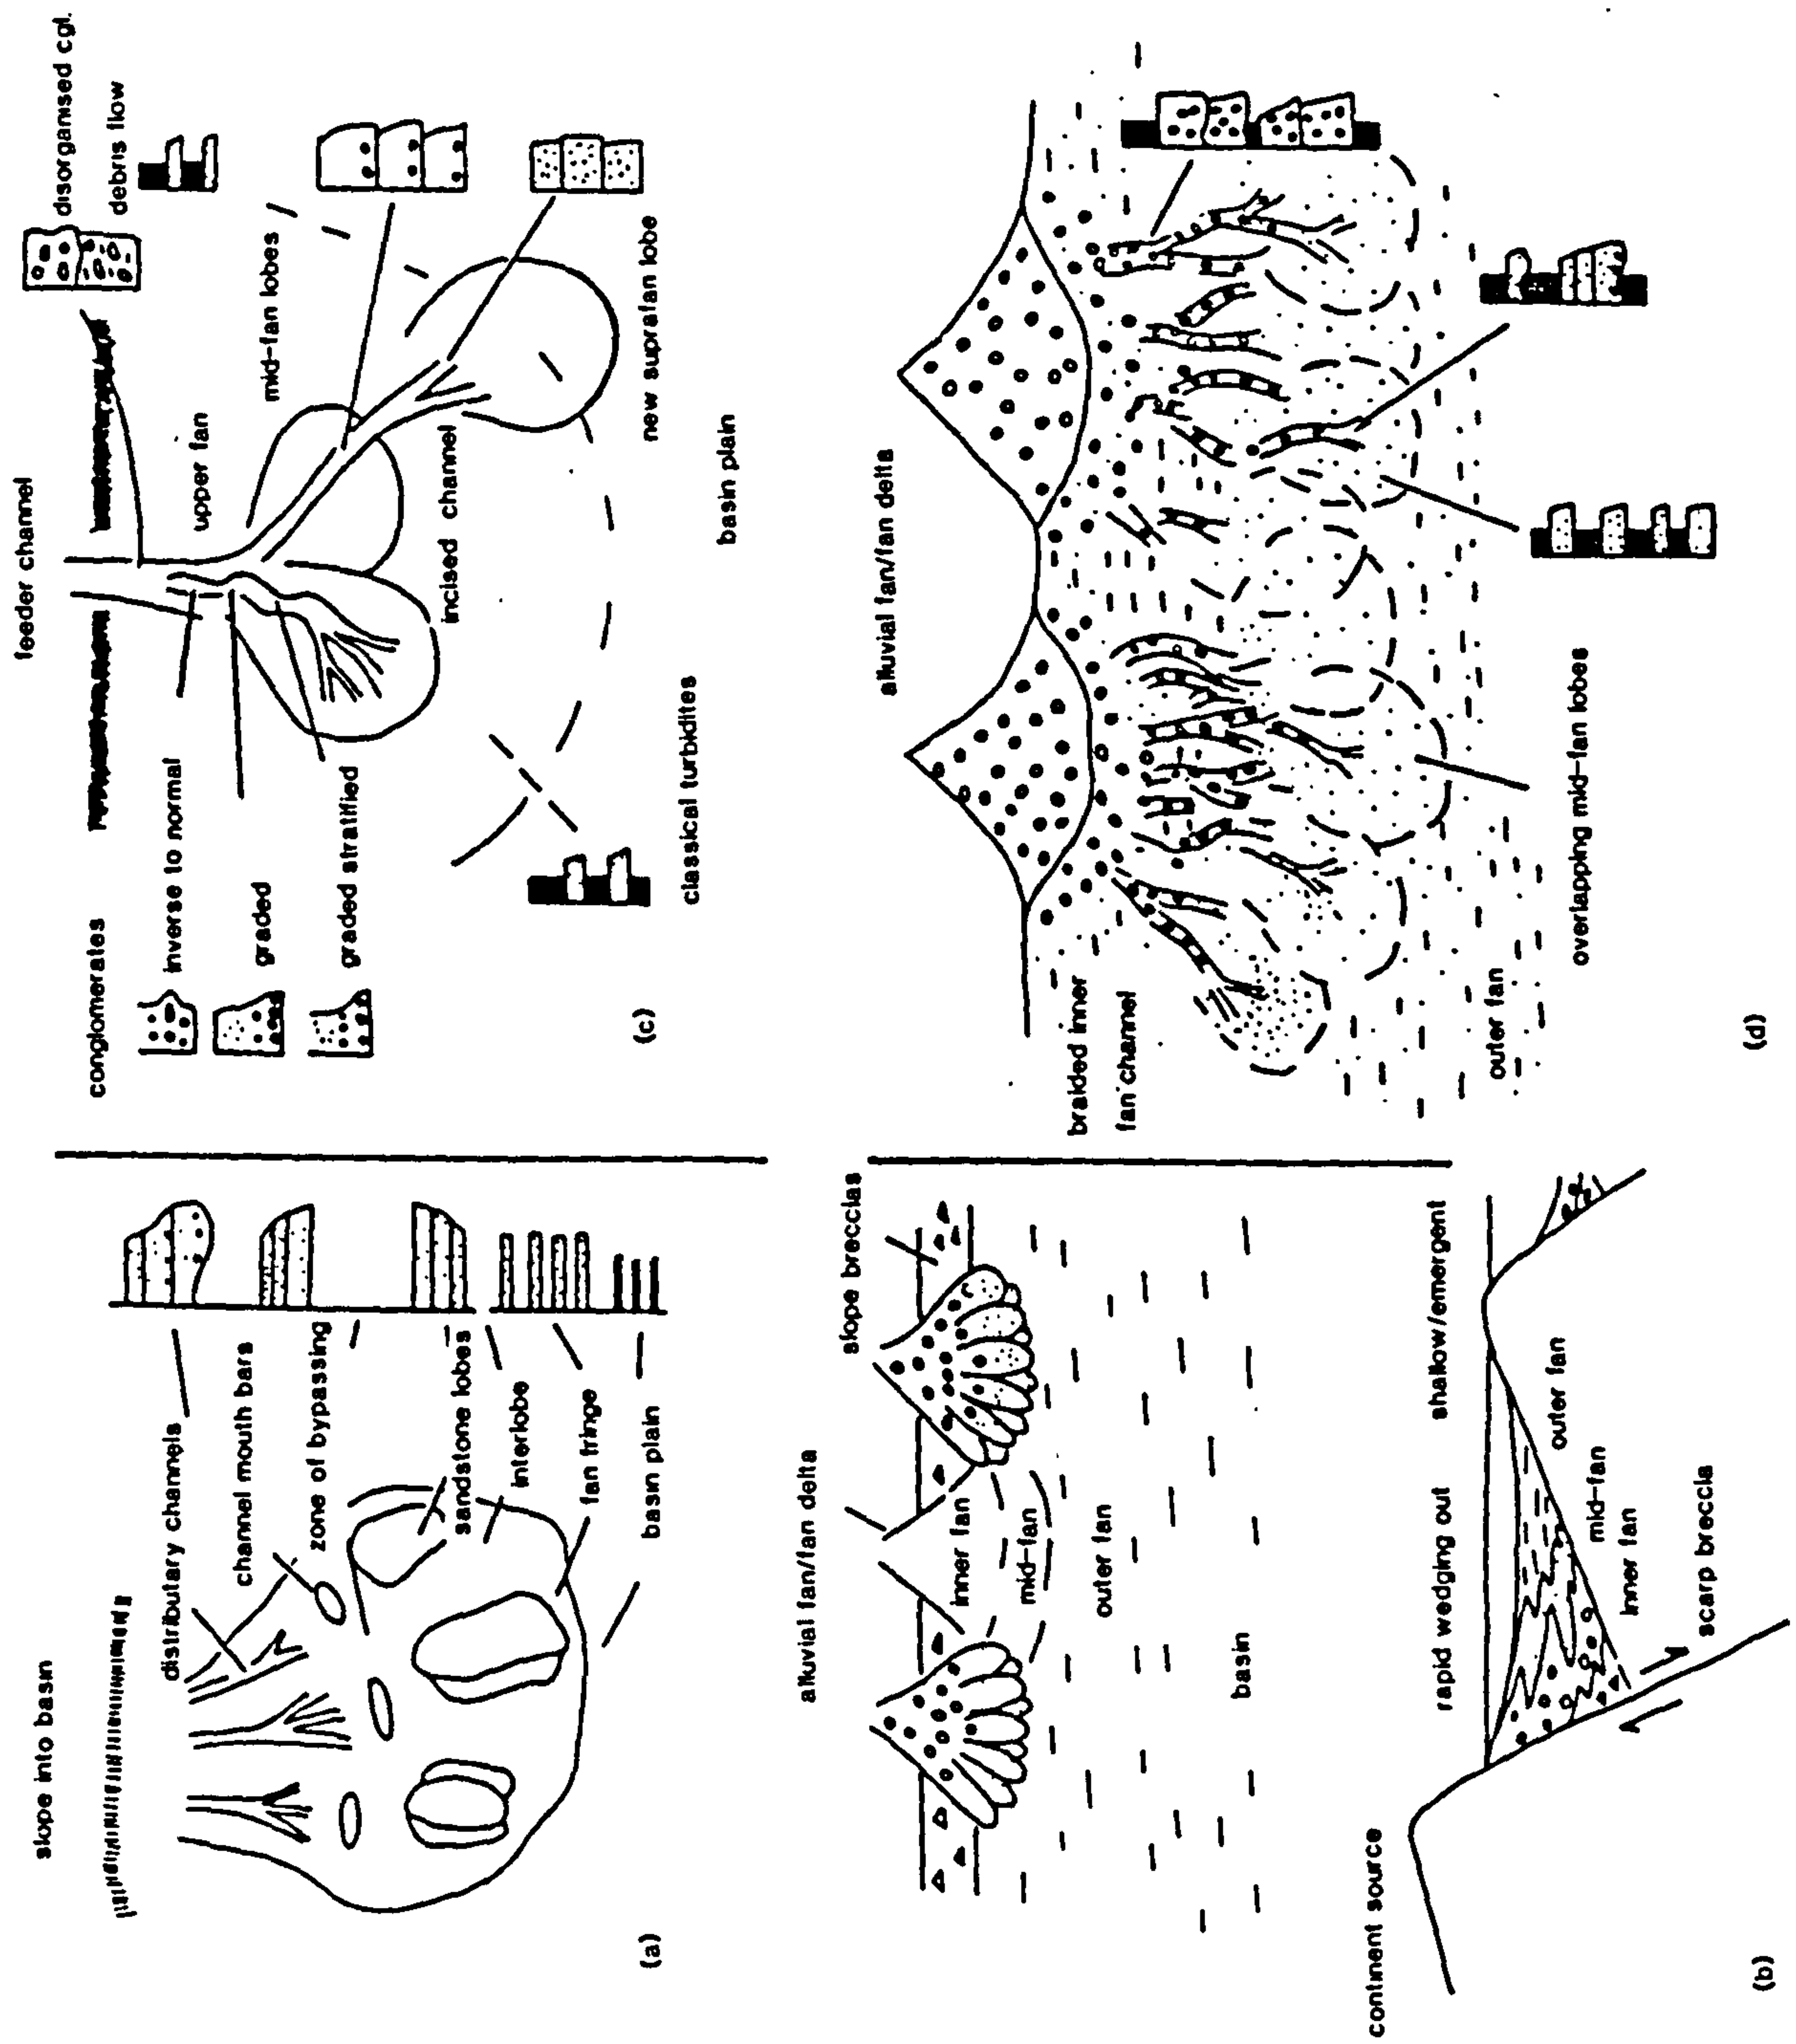 slope into basin
distributary channels
channel mouth bars
zone of bypassing
sandstone lobes
interlobe
fan fringe
basin plain
(a)
alluvial fan/fan delta
slope breccias
inner fan
mid-fan
outer fan
basin
continent source
rapid wedging out
shallow/emergent
outer fan
mid-fan
inner fan
scarp breccia
(b)
feeder channel
disorganised cgl.
debris flow
conglomerates
inverse to normal
graded
graded stratified
upper fan
mid-fan lobes
incised channel
new suprafan lobe
basin plain
classical turbidites
(c)
alluvial fan/fan delta
braided inner
fan channel
outer fan
overlapping mid-fan lobes
(d)